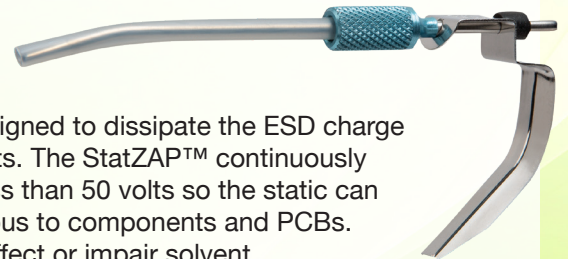 igned to dissipate the ESD charge
ts. The StatZAP™ continuously
s than 50 volts so the static can
ous to components and PCBs.
ffect or impair solvent